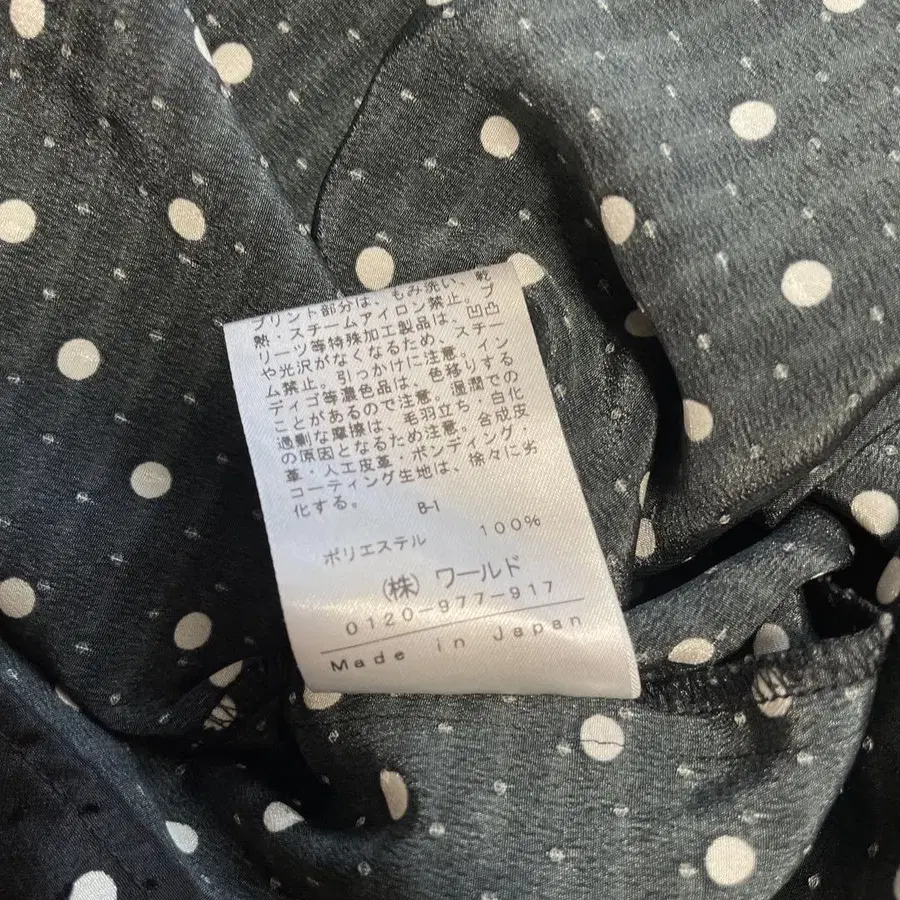 プリント部分は、もみ洗い、乾
熱・スチームアイロン禁止。プ
リーツ等特殊加工製品は、凹凸
や光沢がなくなるため、スチー
ム禁止。引っかけに注意。イン
ディゴ等濃色品は、色移りする
ことがあるので注意。湿潤での
過剰な摩擦は、毛羽立ち・白化
の原因となるため注意。合成皮
革・人工皮革・ボンディング・
コーティング生地は、徐々に劣
化する。 B-1
ポリエステル 100%
(株) ワールド
0120-977-917
Made in Japan